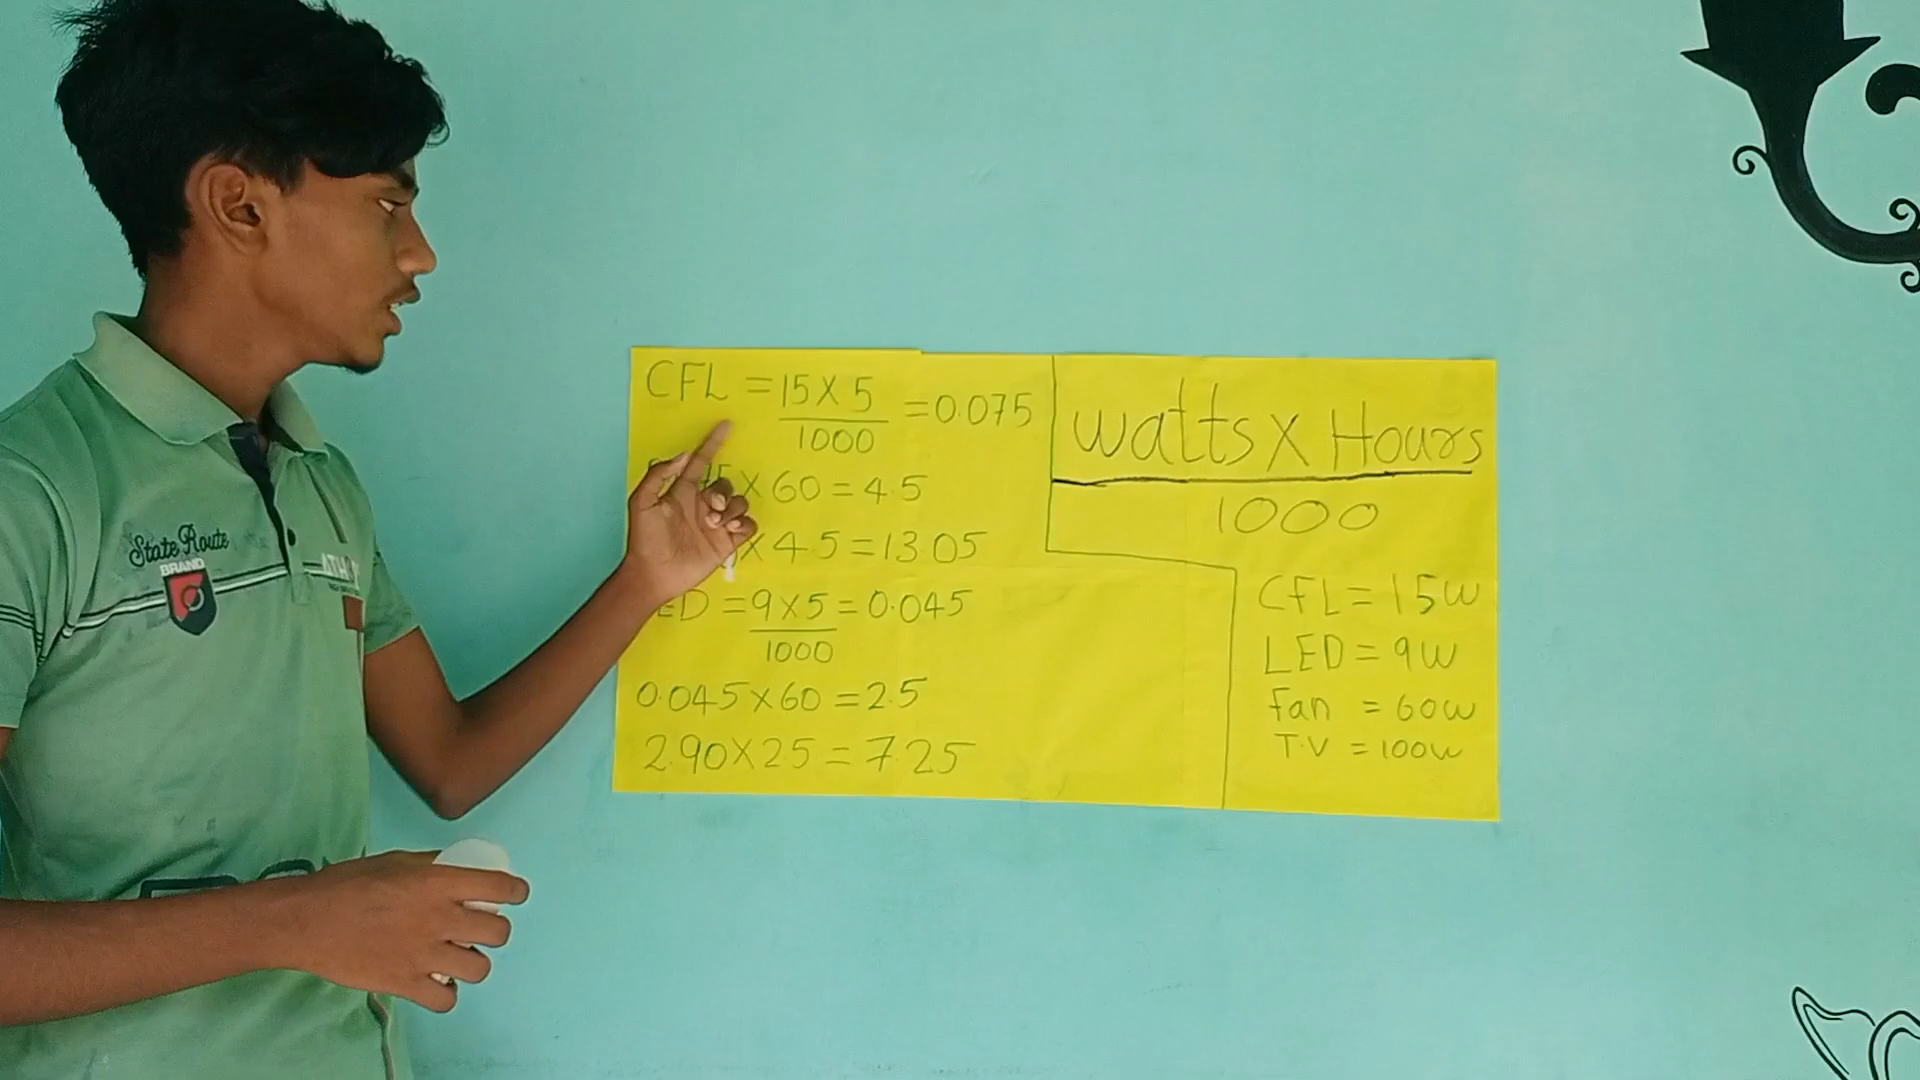 CFL = 15 X 5 = 0.075
1000
X 60 = 4.5
X 4.5 = 13.05
ED = 9 X 5 = 0.045
1000
0.045 X 60 = 2.5
2.90 X 2.5 = 7.25
watts X Hours
1000
CFL = 15W
LED = 9W
Fan = 60W
T.V = 100W
State Route
BRAND